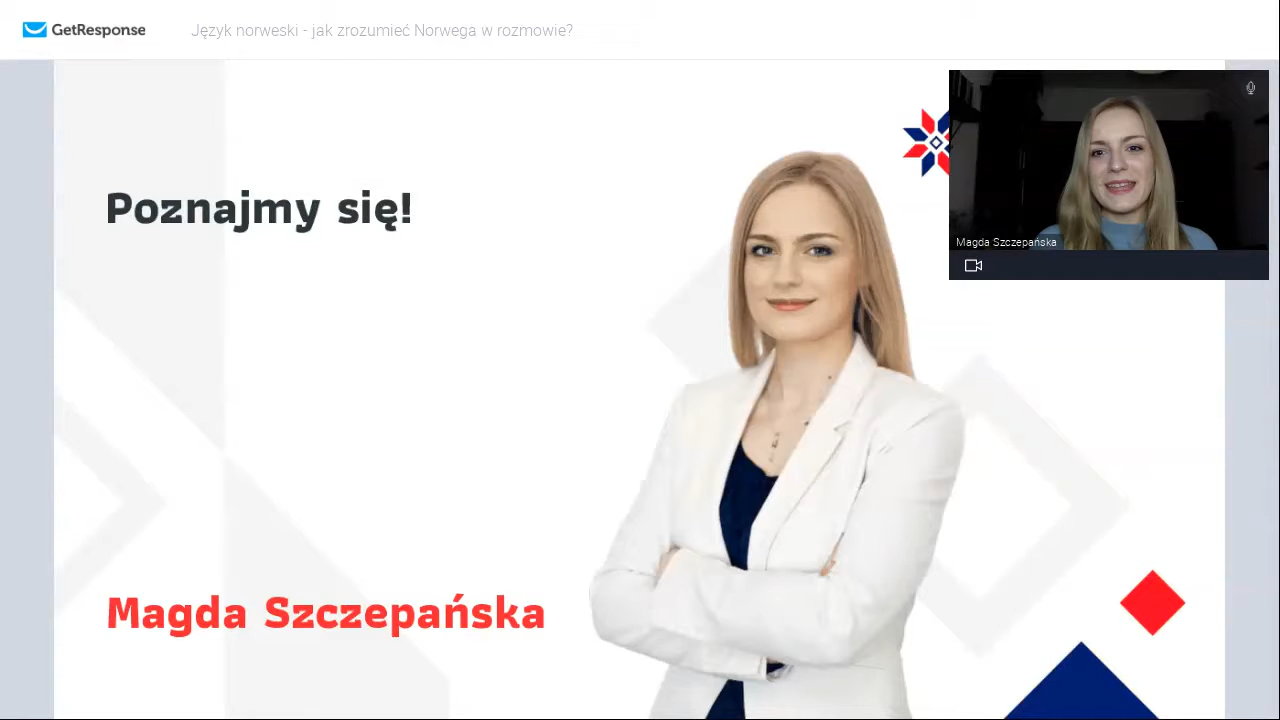 GetResponse
Język norweski - jak zrozumieć Norwega w rozmowie?
Poznajmy się!
Magda Szczepańska
Magda Szczepańska